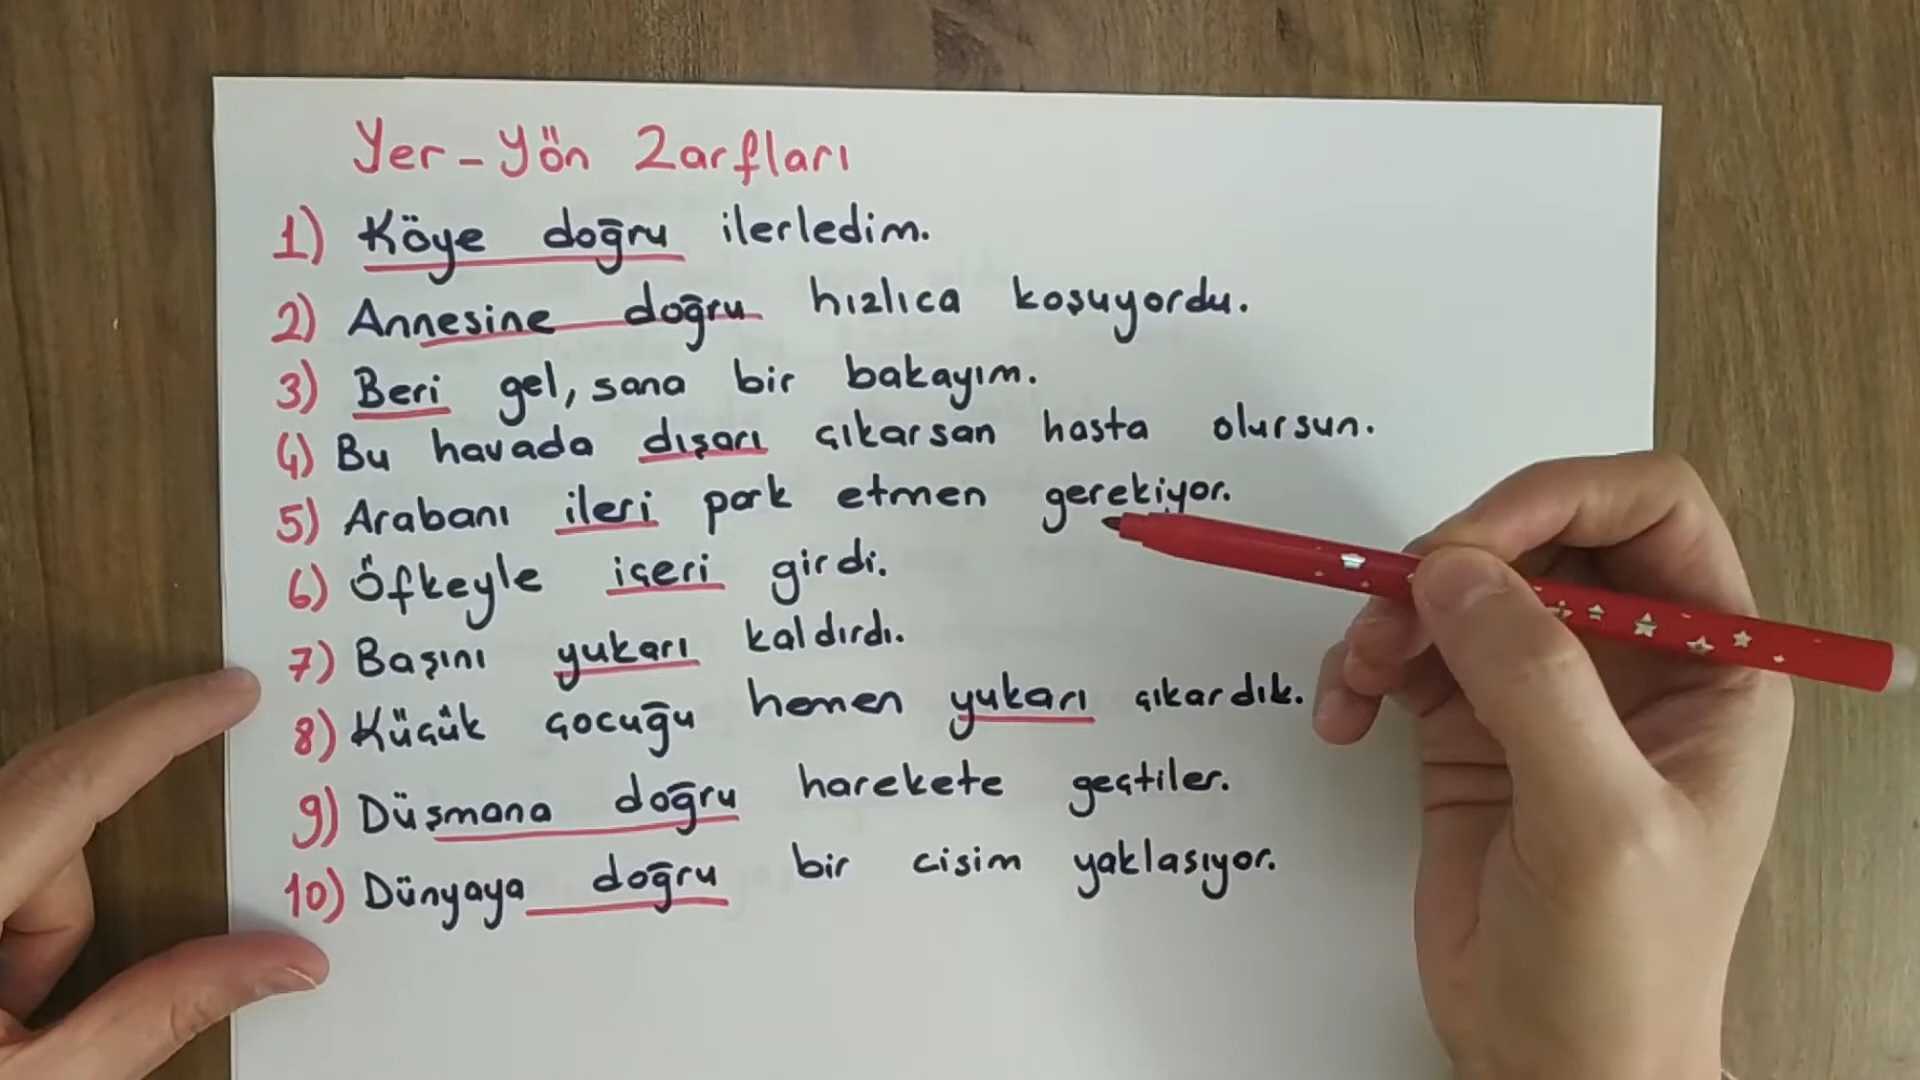 Yer-Yön Zarfları
1) Köye doğru ilerledim.
2) Annesine doğru hızlıca koşuyordu.
3) Beri gel, sana bir bakayım.
4) Bu havada dışarı çıkarsan hasta olursun.
5) Arabanı ileri park etmen gerekiyor.
6) Öfkeyle içeri girdi.
7) Başını yukarı kaldırdı.
8) Küçük çocuğu hemen yukarı çıkardık.
9) Düşmana doğru harekete geçtiler.
10) Dünyaya doğru bir cisim yaklasıyor.